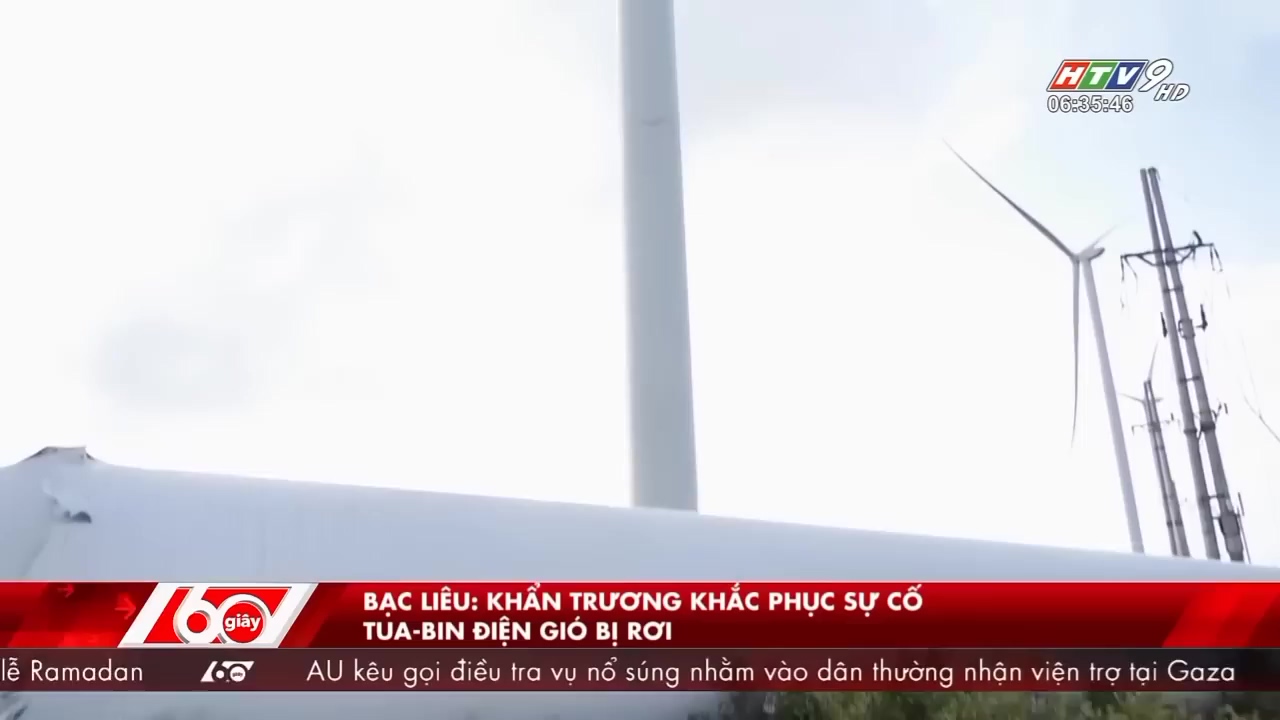 HTV9 HD
06:35:46
60 giây
BẠC LIÊU: KHẨN TRƯƠNG KHẮC PHỤC SỰ CỐ
TUA-BIN ĐIỆN GIÓ BỊ RƠI
lễ Ramadan 60 giây AU kêu gọi điều tra vụ nổ súng nhằm vào dân thường nhận viện trợ tại Gaza